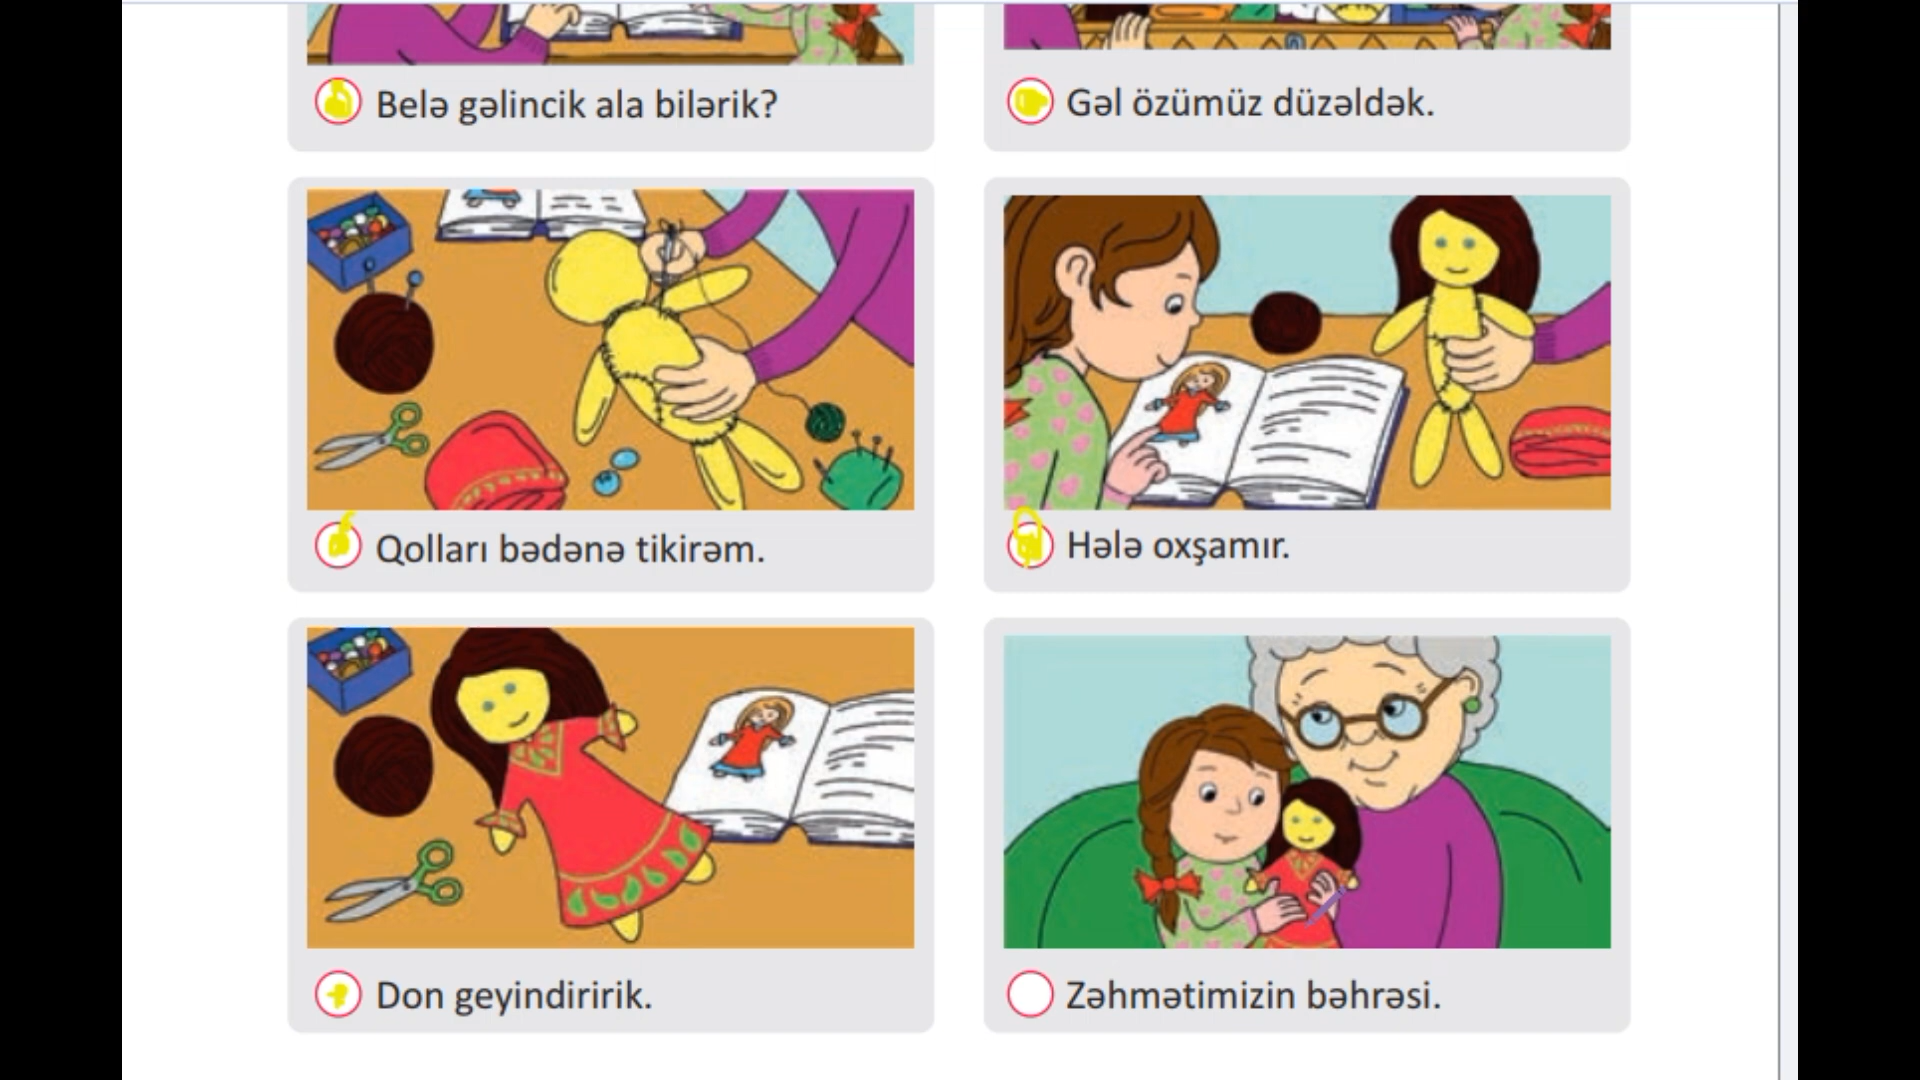 Belə gəlincik ala bilərik?
Gəl özümüz düzəldək.
Qolları bədənə tikirəm.
Hələ oxşamır.
Don geyindiririk.
Zəhmətimizin bəhrəsi.